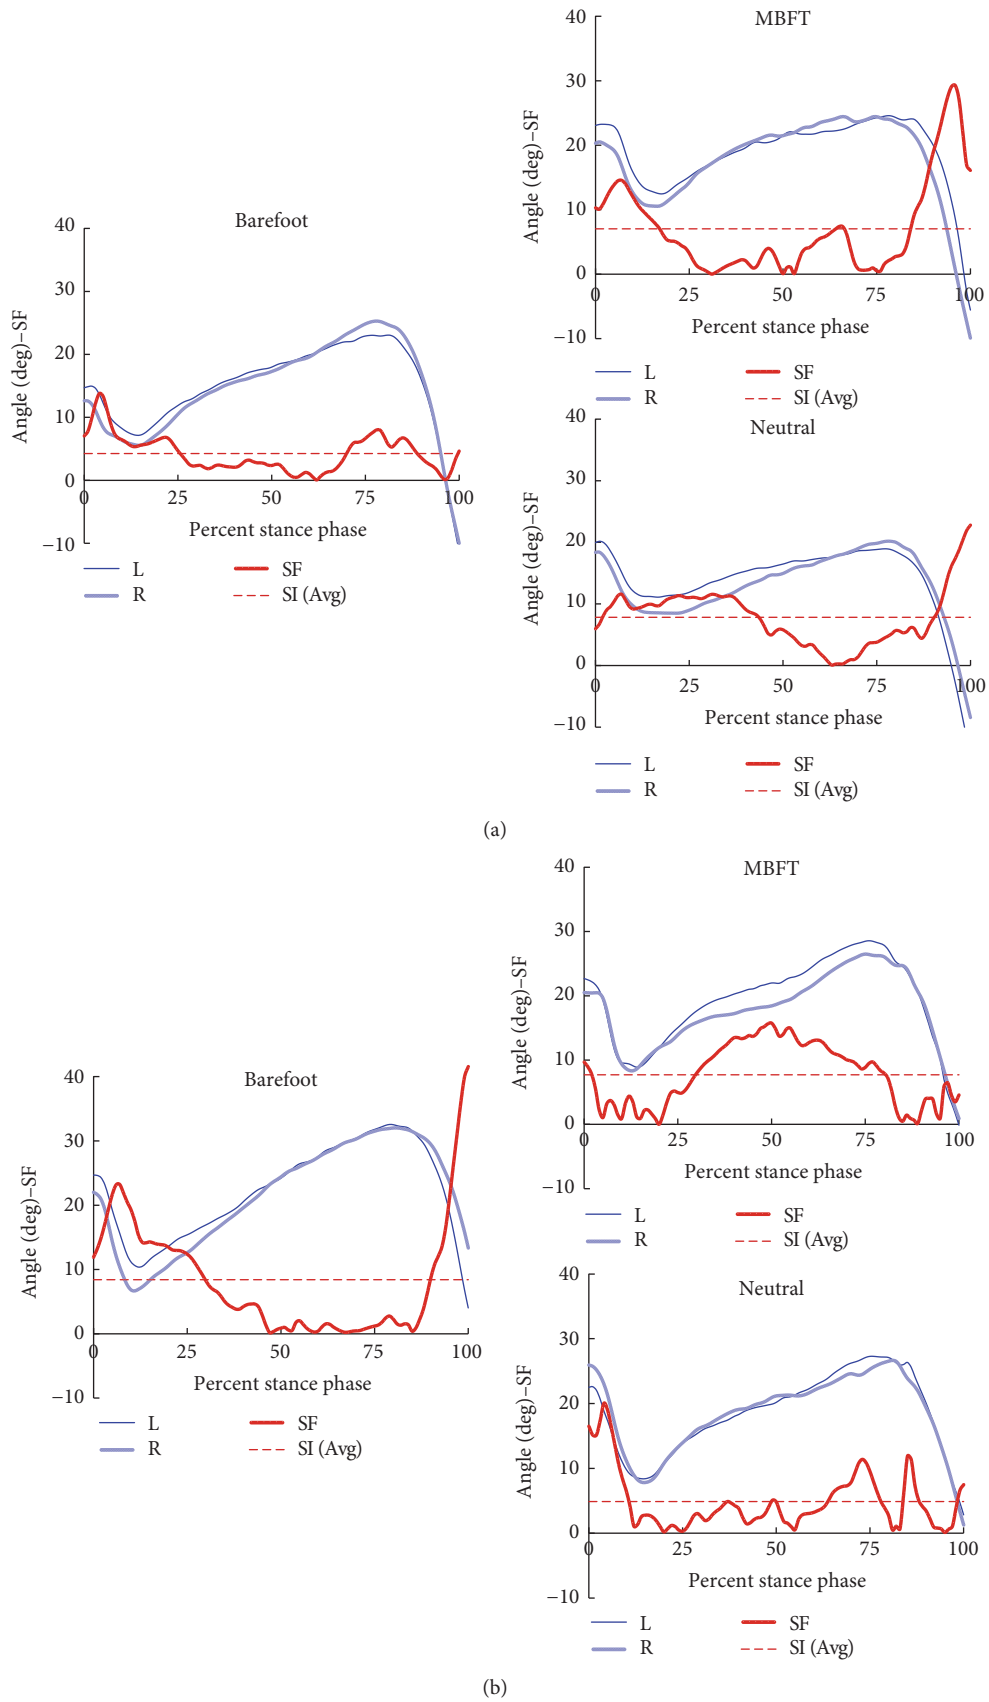 Barefoot
40
30
20
10
0
−10
Angle (deg)–SF
0 25 50 75 100
Percent stance phase
L SF
R SI (Avg)
MBFT
40
30
20
10
0
−10
Angle (deg)–SF
0 25 50 75 100
Percent stance phase
L SF
R SI (Avg)
Neutral
40
30
20
10
0
−10
Angle (deg)–SF
0 25 50 75 100
Percent stance phase
L SF
R SI (Avg)
(a)
Barefoot
40
30
20
10
0
−10
Angle (deg)–SF
0 25 50 75 100
Percent stance phase
L SF
R SI (Avg)
MBFT
40
30
20
10
0
−10
Angle (deg)–SF
0 25 50 75 100
Percent stance phase
L SF
R SI (Avg)
Neutral
40
30
20
10
0
−10
Angle (deg)–SF
0 25 50 75 100
Percent stance phase
L SF
R SI (Avg)
(b)